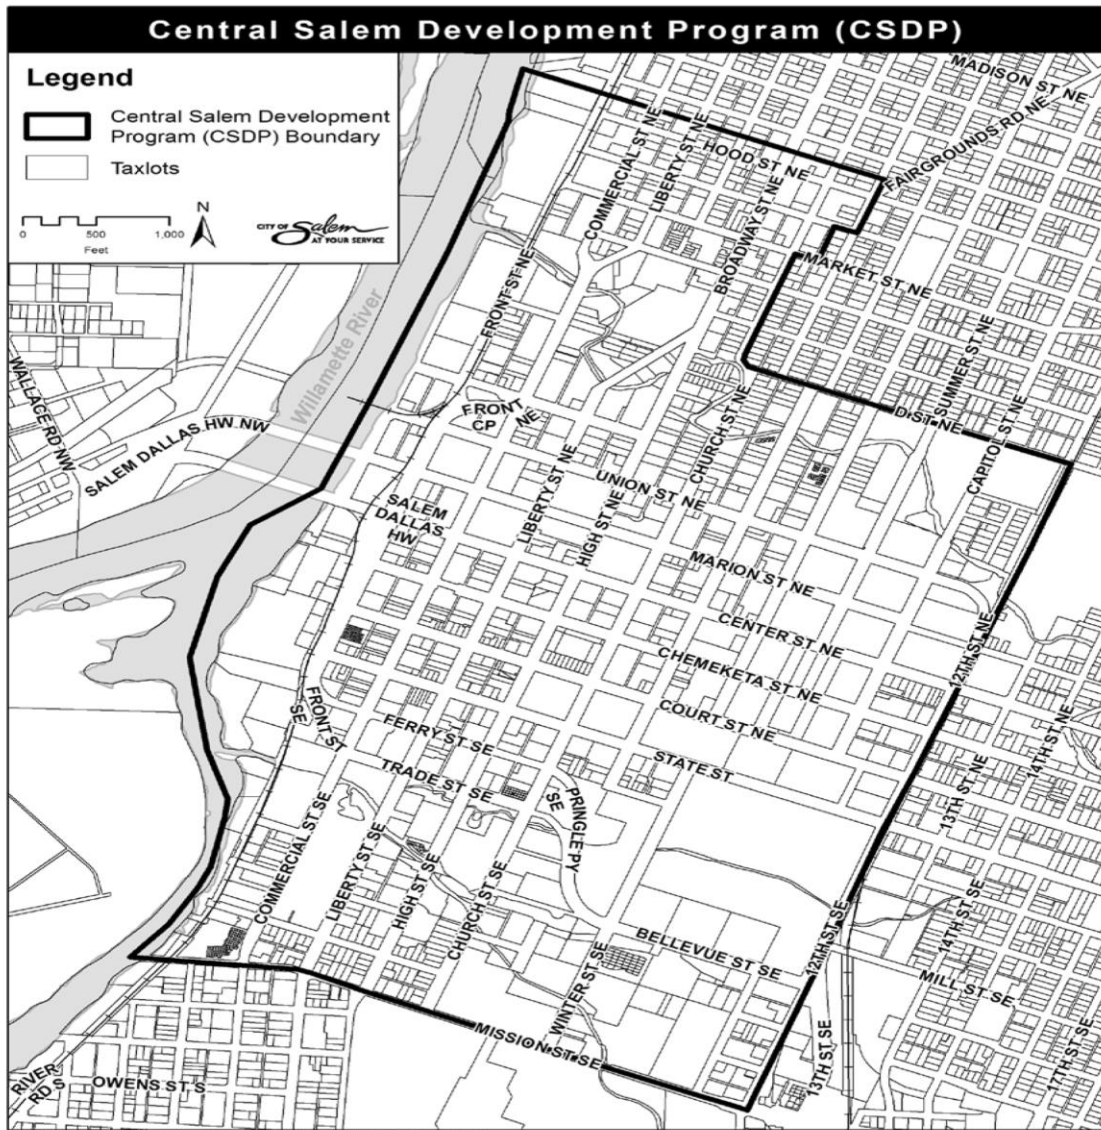 Central Salem Development Program (CSDP)
Legend
Central Salem Development
Program (CSDP) Boundary
Taxlots
N
0 500 1,000
Feet
CITY OF Salem
AT YOUR SERVICE
MADISON ST NE
FAIRGROUNDS RD NE
HOOD ST NE
COMMERCIAL ST NE
LIBERTY ST NE
BROADWAY ST NE
MARKET ST NE
FRONT ST NE
Willamette River
WALLACE RD NW
SALEM DALLAS HW NW
SUMMER ST NE
D ST NE
CAPITOL ST NE
FRONT
CP
NE
CHURCH ST NE
LIBERTY ST NE
HIGH ST NE
UNION ST NE
SALEM
DALLAS
HW
MARION ST NE
CENTER ST NE
12TH ST NE
CHEMEKETA ST NE
COURT ST NE
STATE ST
FRONT ST
SE
FERRY ST SE
TRADE ST SE
PRINGLE PY
SE
14TH ST NE
13TH ST NE
COMMERCIAL ST SE
LIBERTY ST SE
HIGH ST SE
CHURCH ST SE
BELLEVUE ST SE
12TH ST SE
14TH ST SE
MILL ST SE
WINTER ST SE
MISSION ST SE
13TH ST SE
17TH ST SE
RIVER
RD S
OWENS ST S